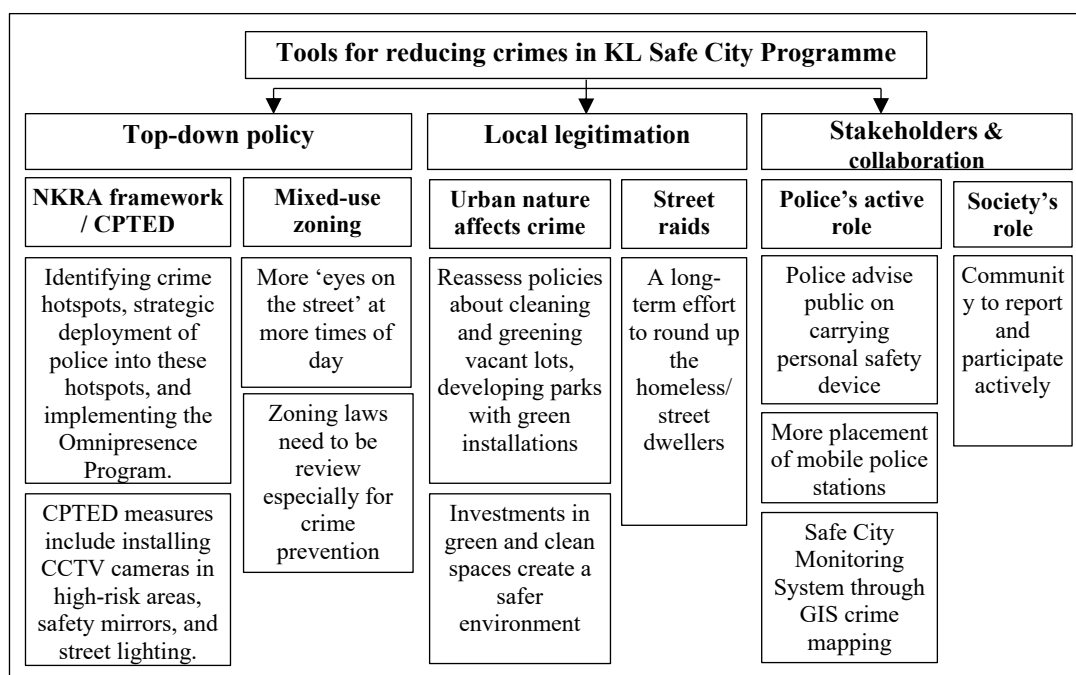 Tools for reducing crimes in KL Safe City Programme
Top-down policy
NKRA framework
/ CPTED
Identifying crime
hotspots, strategic
deployment of
police into these
hotspots, and
implementing the
Omnipresence
Program.
CPTED measures
include installing
CCTV cameras in
high-risk areas,
safety mirrors, and
street lighting.
Mixed-use
zoning
More ‘eyes on
the street’ at
more times of
day
Zoning laws
need to be
review
especially for
crime
prevention
Local legitimation
Urban nature
affects crime
Reassess policies
about cleaning
and greening
vacant lots,
developing parks
with green
installations
Investments in
green and clean
spaces create a
safer
environment
Street
raids
A long-
term effort
to round up
the
homeless/
street
dwellers
Stakeholders &
collaboration
Police’s active
role
Police advise
public on
carrying
personal safety
device
More placement
of mobile police
stations
Safe City
Monitoring
System through
GIS crime
mapping
Society’s
role
Communit
y to report
and
participate
actively